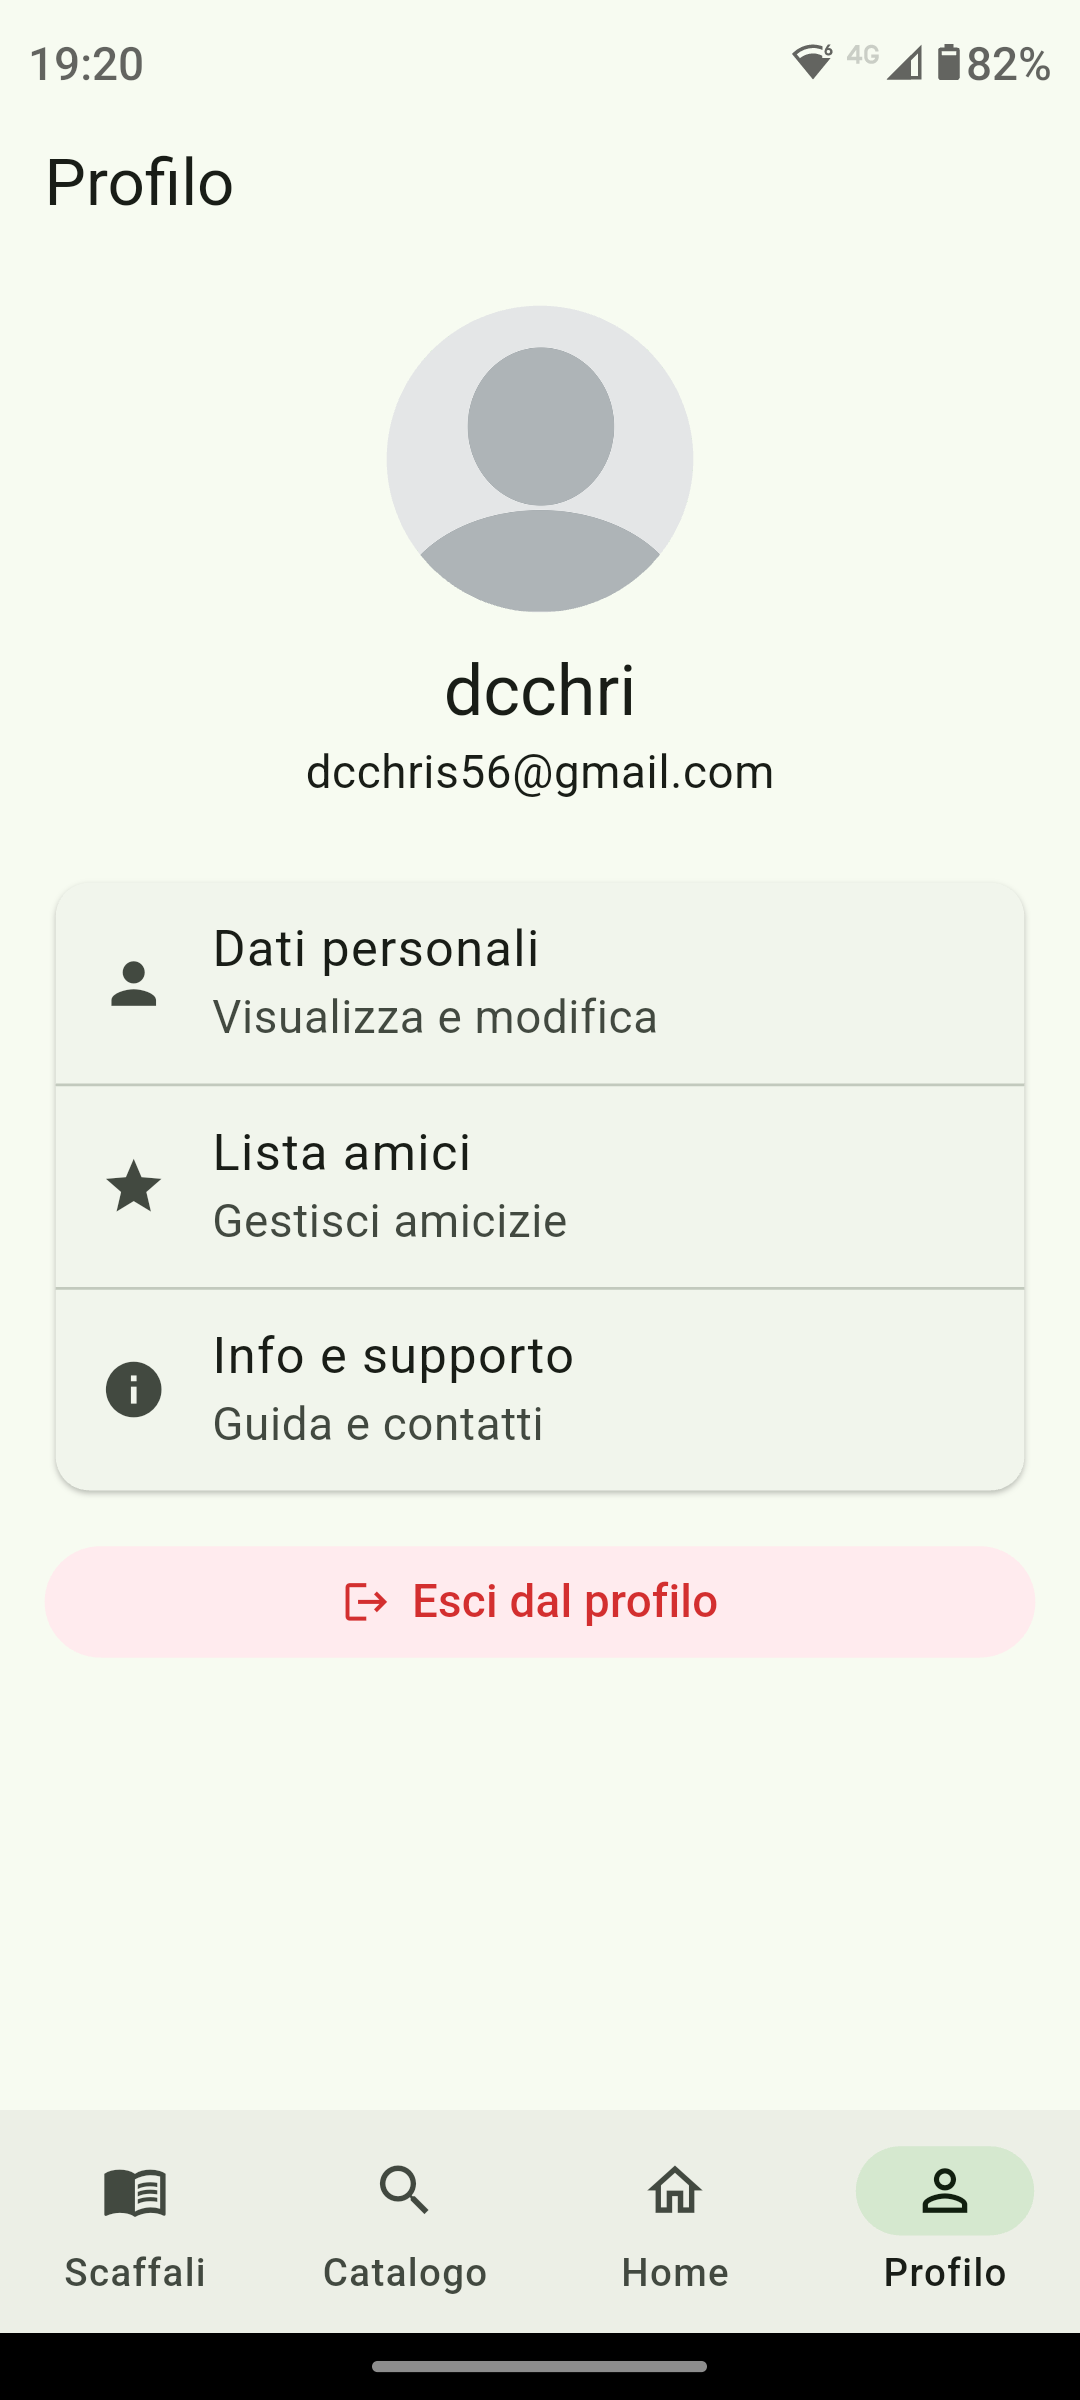 19:20 6 4G 82%
Profilo
dcchri
dcchris56@gmail.com
Dati personali
Visualizza e modifica
Lista amici
Gestisci amicizie
Info e supporto
Guida e contatti
Esci dal profilo
Scaffali Catalogo Home Profilo